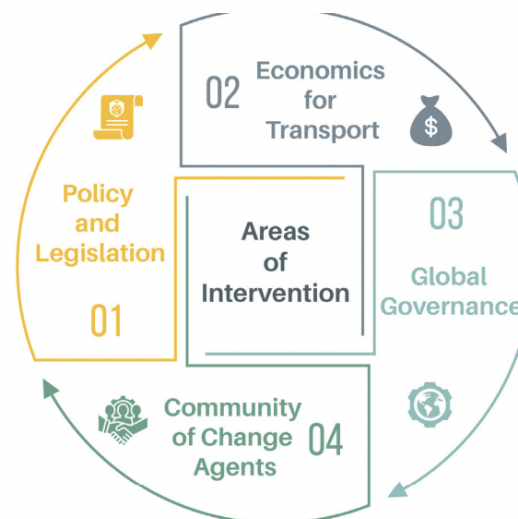 01
Policy
and
Legislation
02
Economics
for
Transport
$
03
Global
Governance
Community
of Change
Agents
04
Areas
of
Intervention